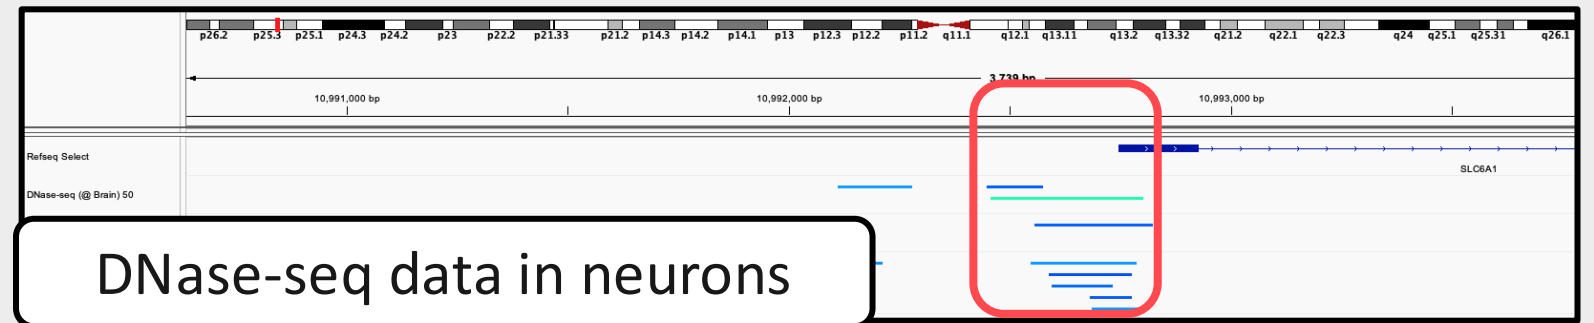 p26.2 p25.3 p25.1 p24.3 p24.2 p23 p22.2 p21.33 p21.2 p14.3 p14.2 p14.1 p13 p12.3 p12.2 p11.2 q11.1 q12.1 q13.11 q13.2 q13.32 q21.2 q22.1 q22.3 q24 q25.1 q25.31 q26.1
3 739 bp
10,991,000 bp 10,992,000 bp 10,993,000 bp
Refseq Select
SLC6A1
DNase-seq (@ Brain) 50
DNase-seq data in neurons